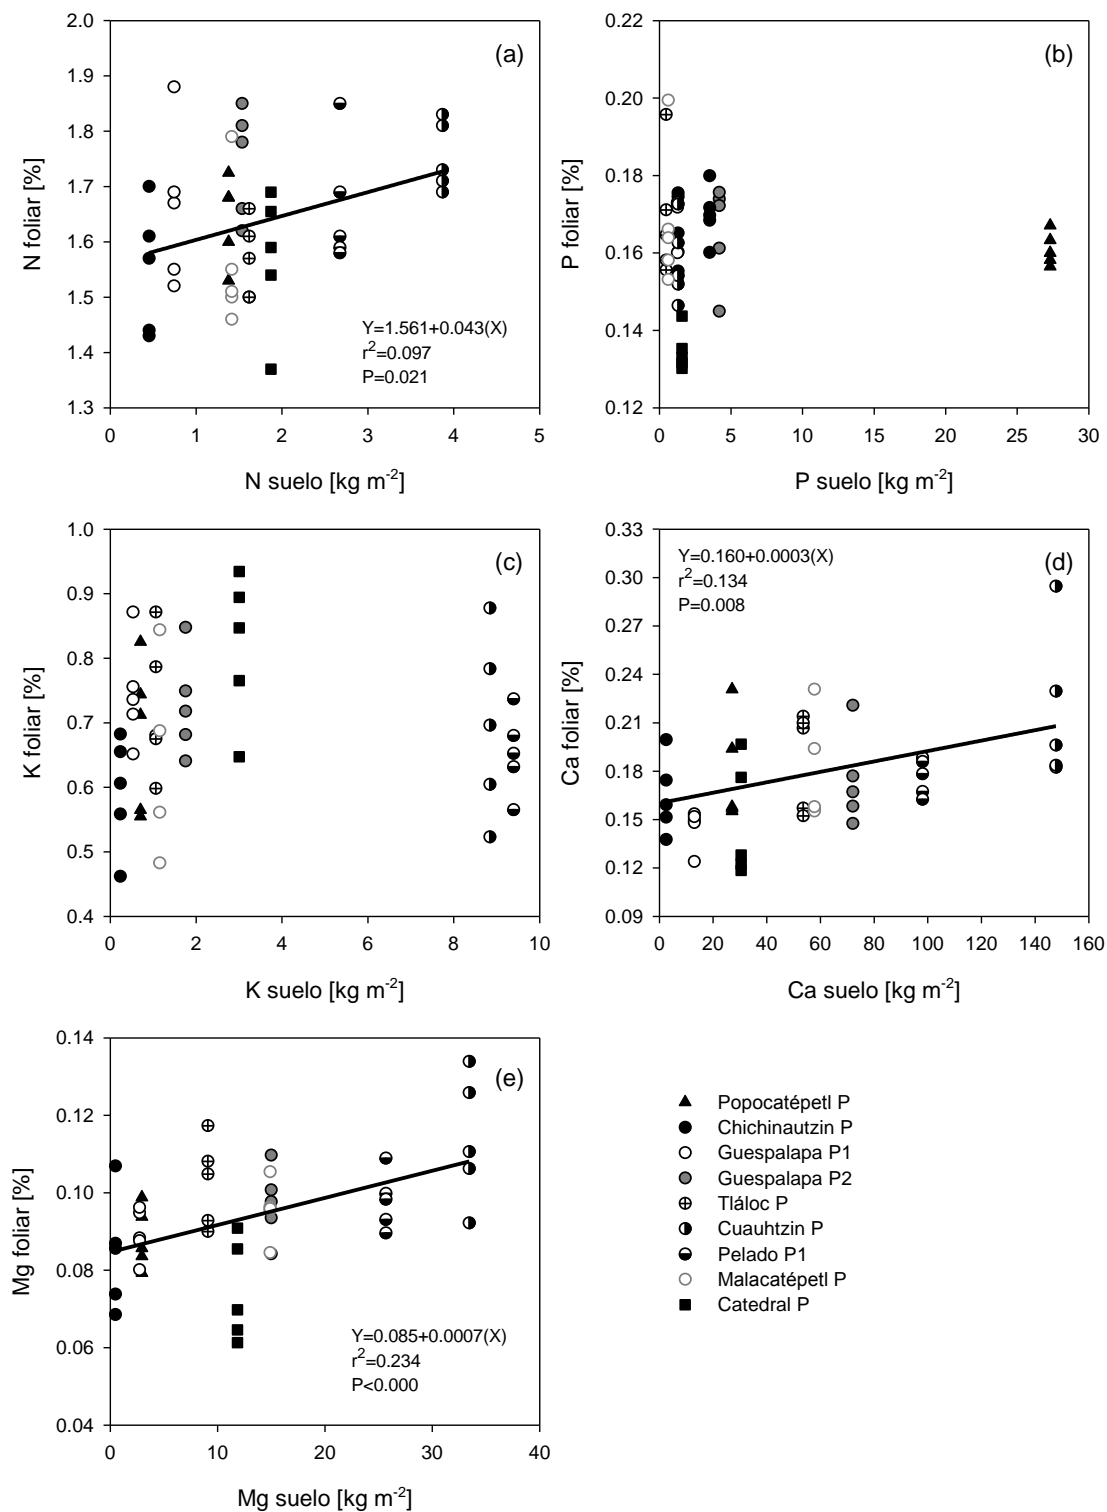 2.0
1.9
1.8
1.7
1.6
1.5
1.4
1.3
N foliar [%]
(a)
Y=1.561+0.043(X)
r²=0.097
P=0.021
0 1 2 3 4 5
N suelo [kg m⁻²]
0.22
0.20
0.18
0.16
0.14
0.12
P foliar [%]
(b)
0 5 10 15 20 25 30
P suelo [kg m⁻²]
1.0
0.9
0.8
0.7
0.6
0.5
0.4
K foliar [%]
(c)
0 2 4 6 8 10
K suelo [kg m⁻²]
0.33
0.30
0.27
0.24
0.21
0.18
0.15
0.12
0.09
Ca foliar [%]
Y=0.160+0.0003(X)
r²=0.134
P=0.008
(d)
0 20 40 60 80 100 120 140 160
Ca suelo [kg m⁻²]
0.14
0.12
0.10
0.08
0.06
0.04
Mg foliar [%]
(e)
Y=0.085+0.0007(X)
r²=0.234
P<0.000
0 10 20 30 40
Mg suelo [kg m⁻²]
Popocatépetl P
Chichinautzin P
Guespalapa P1
Guespalapa P2
Tláloc P
Cuauhtzin P
Pelado P1
Malacatépetl P
Catedral P